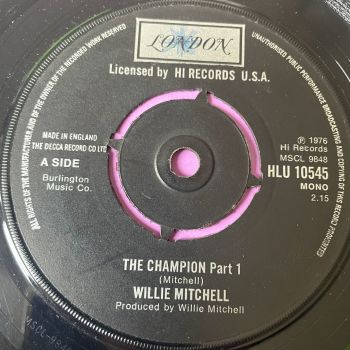 LONDON
Licensed by HI RECORDS U.S.A.
MADE IN ENGLAND
THE DECCA RECORD CO LTD
A SIDE
Burlington
Music Co.
℗ 1976
Hi Records
MSCL 9848
HLU 10545
MONO
2.15
THE CHAMPION Part 1
(Mitchell)
WILLIE MITCHELL
Produced by Willie Mitchell
ALL RIGHTS OF THE MANUFACTURER AND OF THE OWNER OF THE RECORDED WORK RESERVED
UNAUTHORISED PUBLIC PERFORMANCE BROADCASTING AND COPYING OF THIS RECORD PROHIBITED